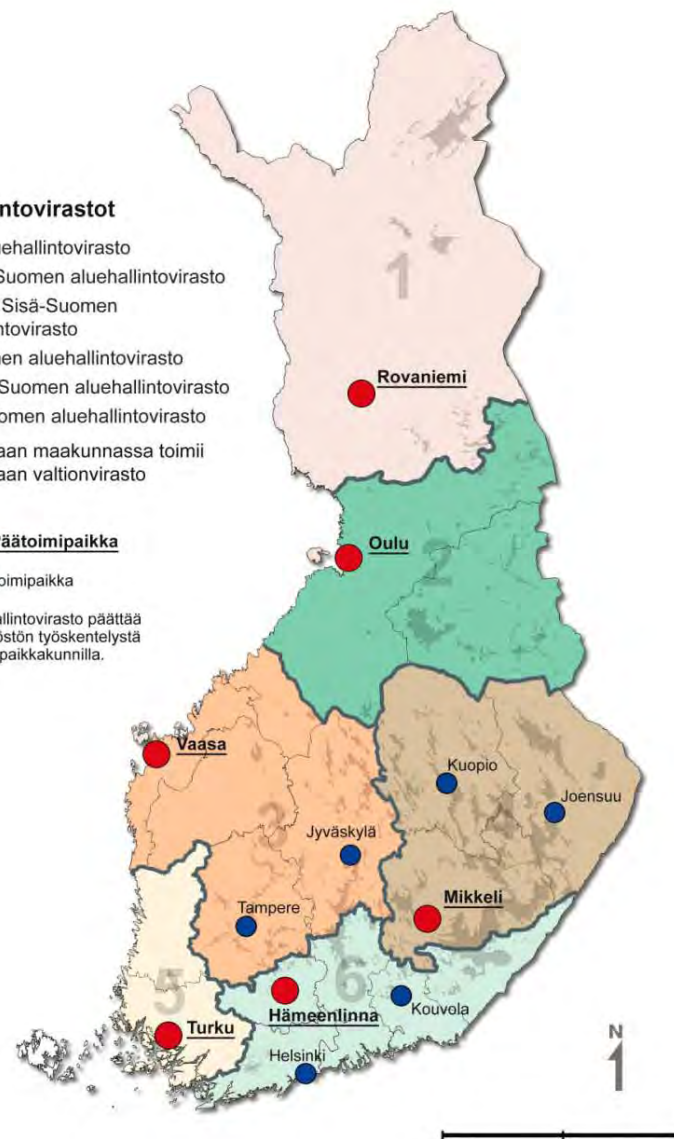 ntovirastot
ehallintovirasto
Suomen aluehallintovirasto
Sisä-Suomen
ntovirasto
en aluehallintovirasto
Suomen aluehallintovirasto
omen aluehallintovirasto
aan maakunnassa toimii
aan valtionvirasto
äätoimipaikka
oimipaikka
allintovirasto päättää
östön työskentelystä
paikkakunnilla.
1
Rovaniemi
Oulu
2
Vaasa
Kuopio
Joensuu
3
4
Jyväskylä
Tampere
Mikkeli
5
6
Hämeenlinna
Kouvola
Turku
Helsinki
N
1